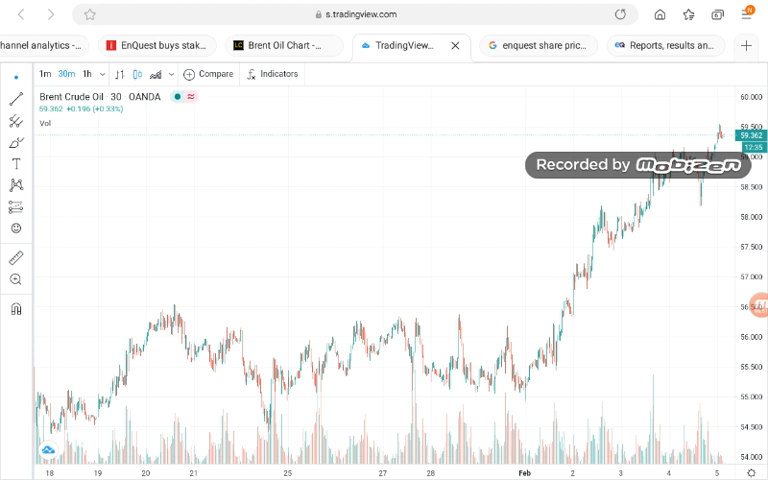 s.tradingview.com
hannel analytics -...
EnQuest buys stak...
Brent Oil Chart -...
TradingView...
enquest share pric...
Reports, results an...
1m 30m 1h
Compare
Indicators
Brent Crude Oil · 30 · OANDA
59.362 +0.196 (+0.33%)
Vol
60.000
59.500
59.362
12:35
59.000
58.500
58.000
57.500
57.000
56.500
56.000
55.500
55.000
54.500
54.000
Recorded by Mobizen
18 19 20 21 25 27 28 Feb 2 3 4 5